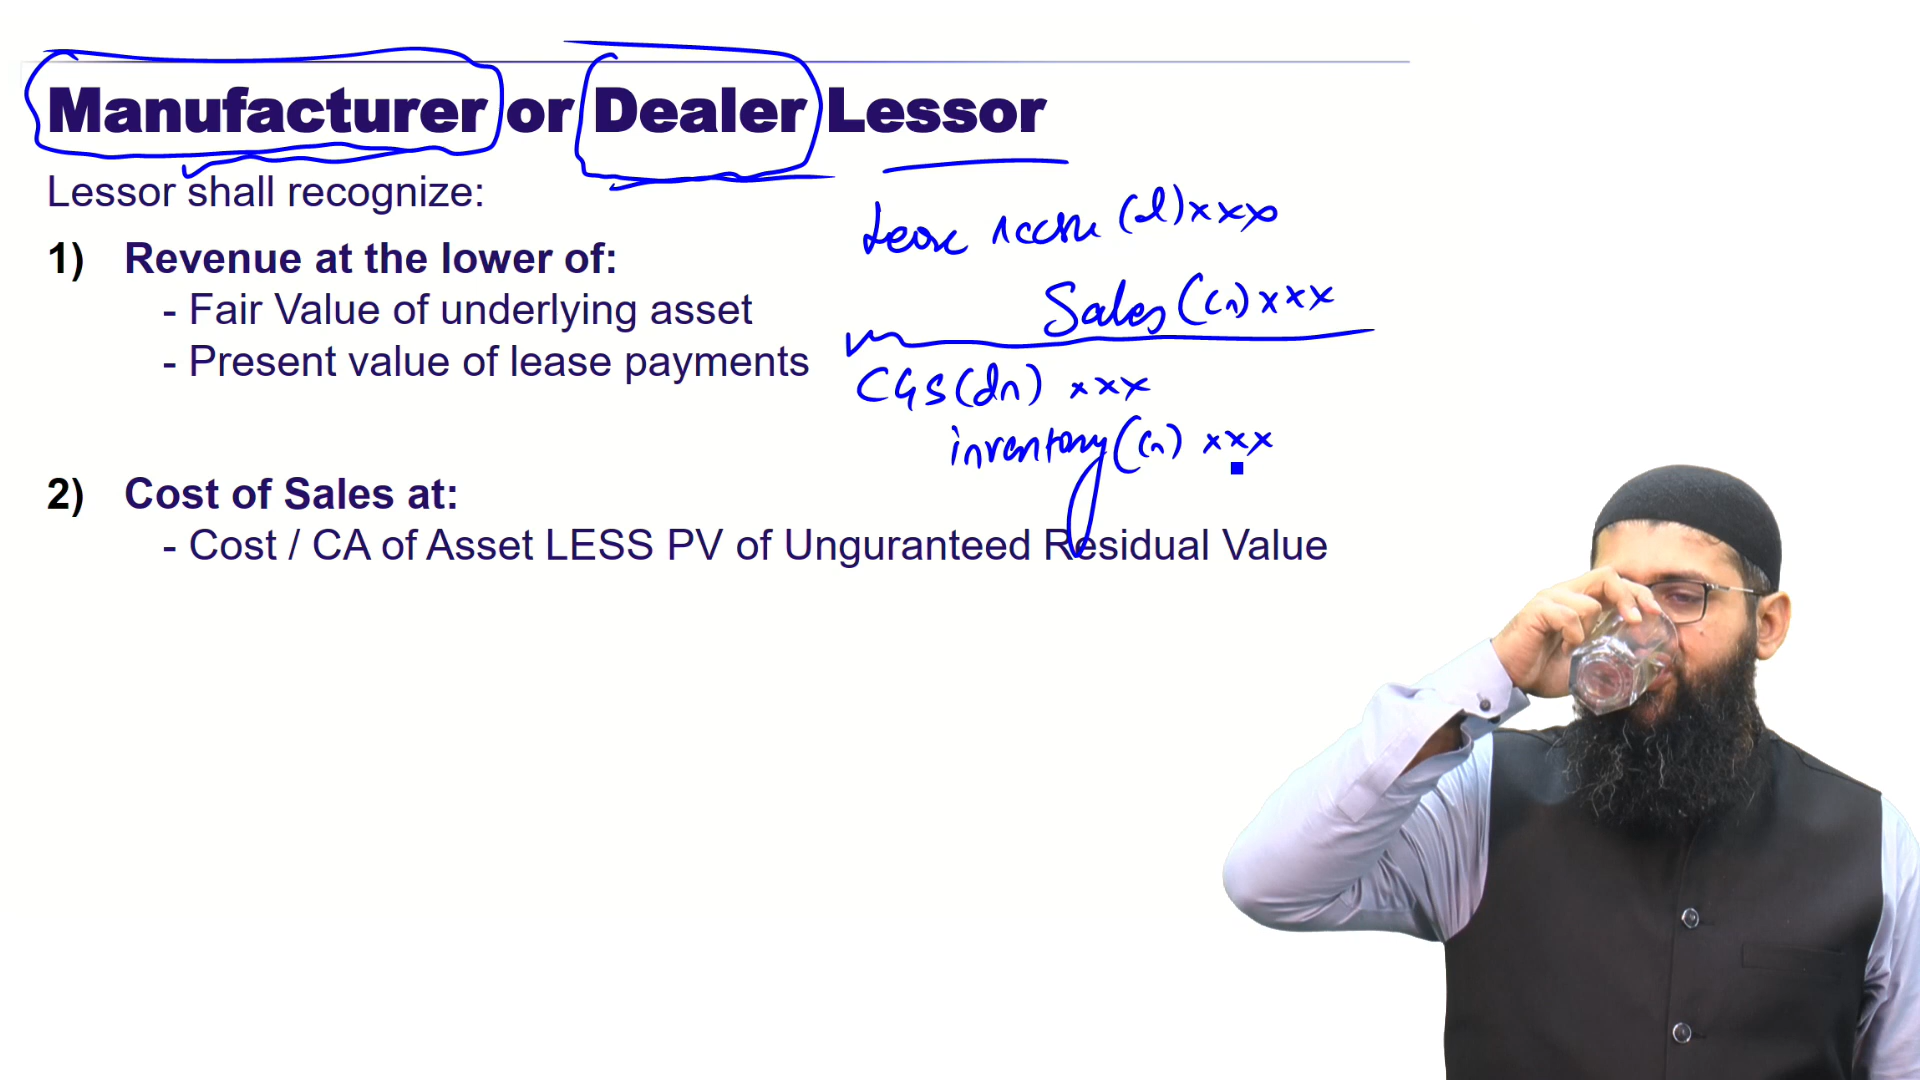 Manufacturer or Dealer Lessor
Lessor shall recognize:
1) Revenue at the lower of:
- Fair Value of underlying asset
- Present value of lease payments
2) Cost of Sales at:
- Cost / CA of Asset LESS PV of Unguranteed Residual Value
Lease
xxx
Sales (Cr) xxx
CGS (dr) xxx
inventory (Cr) xxx